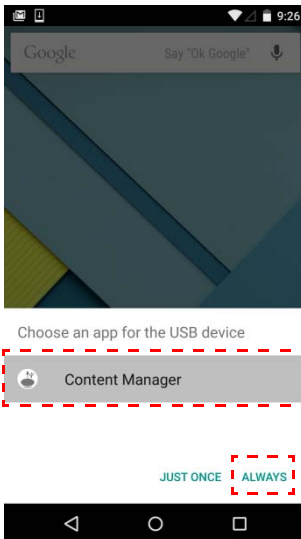 9:26
Google Say "Ok Google"
Choose an app for the USB device
Content Manager
JUST ONCE ALWAYS